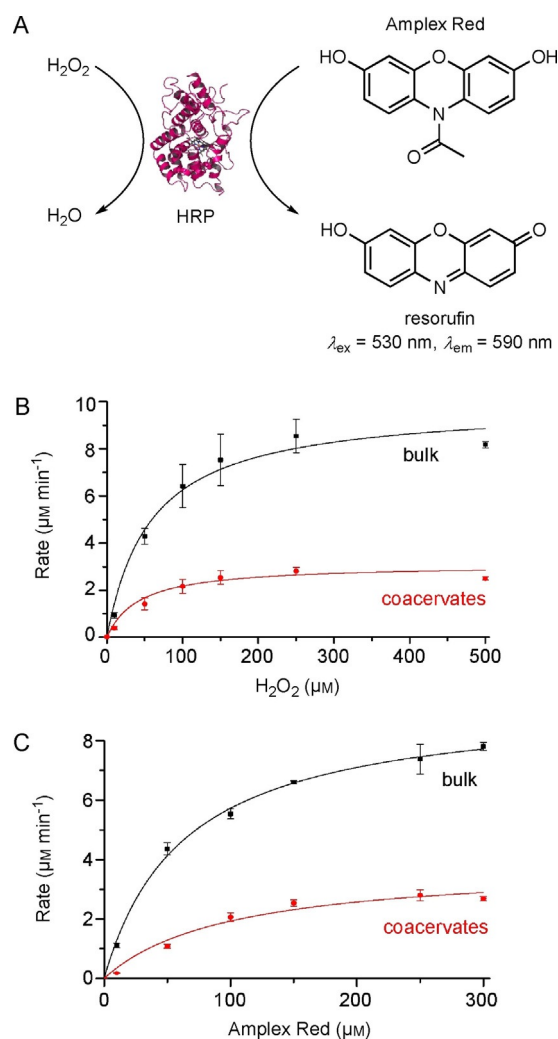 A
Amplex Red
H₂O₂
HO
O
OH
N
O
H₂O
HRP
HO
O
O
N
resorufin
λex = 530 nm, λem = 590 nm
B
10
8
6
4
2
0
Rate (µM min⁻¹)
bulk
coacervates
0 100 200 300 400 500
H₂O₂ (µM)
C
8
6
4
2
0
Rate (µM min⁻¹)
bulk
coacervates
0 100 200 300
Amplex Red (µM)